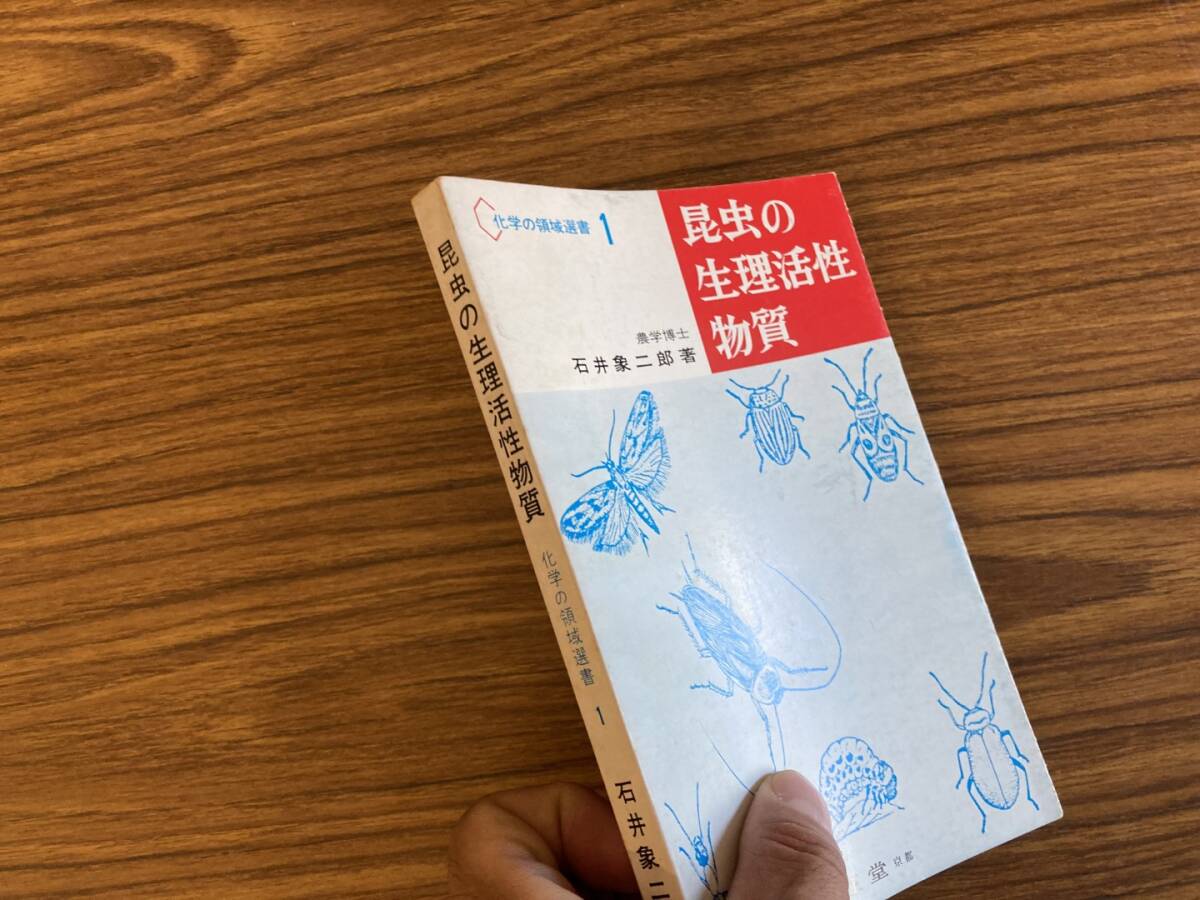 化学の領域選書 1
昆虫の
生理活性
物質
農学博士
石井象二郎 著
堂 京都
昆虫の生理活性物質
化学の領域選書 1
石井象二